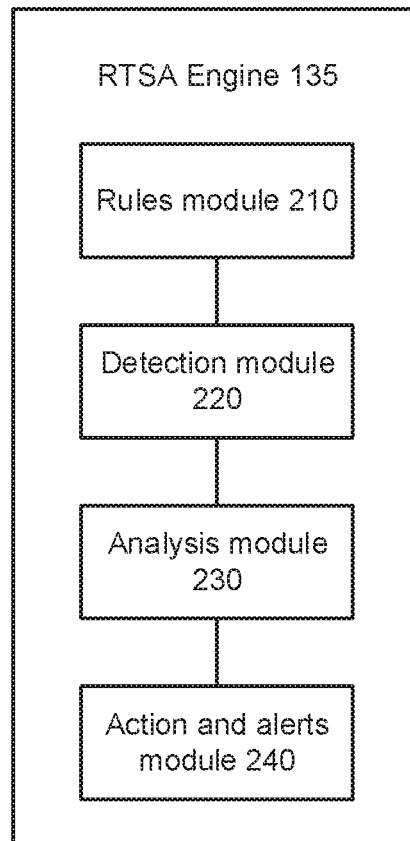 RTSA Engine 135
Rules module 210
Detection module
220
Analysis module
230
Action and alerts
module 240